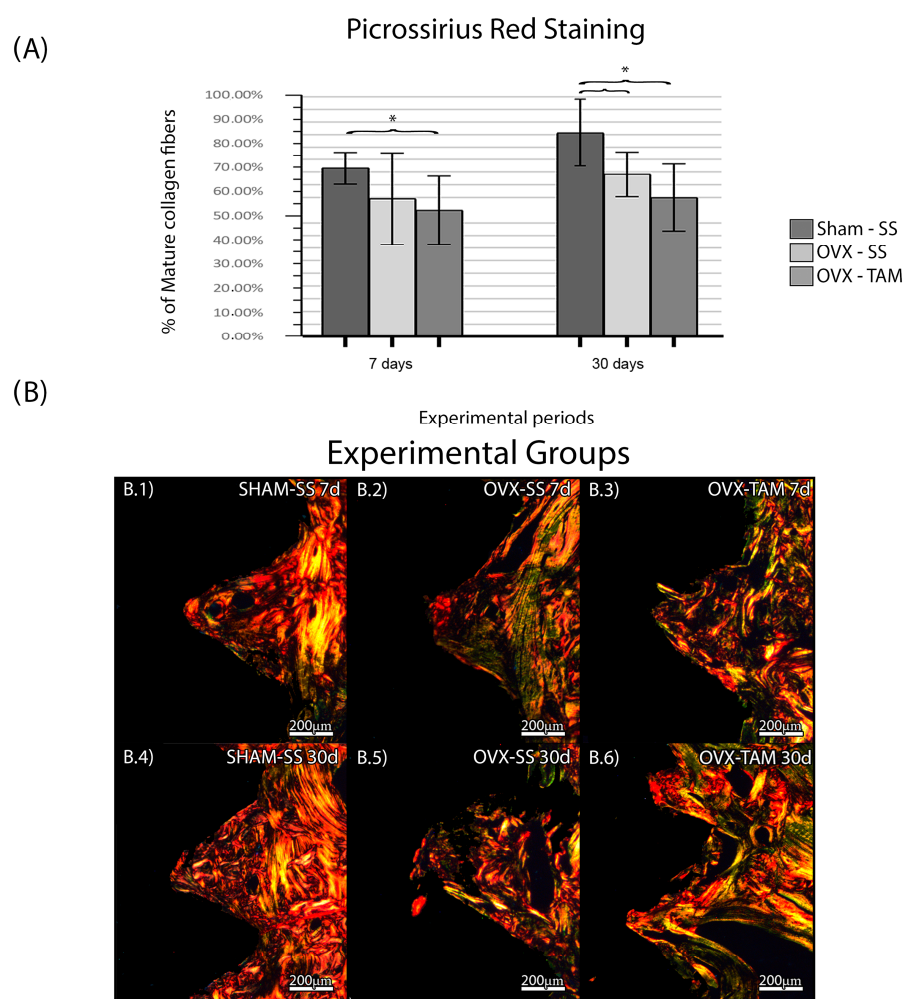 (A)
Picrossirius Red Staining
% of Mature collagen fibers
100.00%
90.00%
80.00%
70.00%
60.00%
50.00%
40.00%
30.00%
20.00%
10.00%
0.00%
*
*
7 days
30 days
Sham - SS
OVX - SS
OVX - TAM
Experimental periods
(B)
Experimental Groups
B.1)
SHAM-SS 7d
200µm
B.2)
OVX-SS 7d
200µm
B.3)
OVX-TAM 7d
200µm
B.4)
SHAM-SS 30d
200µm
B.5)
OVX-SS 30d
200µm
B.6)
OVX-TAM 30d
200µm